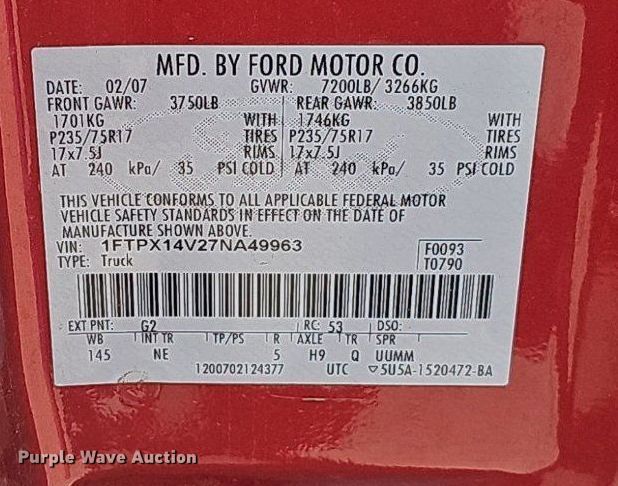 MFD. BY FORD MOTOR CO.
DATE: 02/07 GVWR: 7200LB/ 3266KG
FRONT GAWR: 3750LB REAR GAWR: 3850LB
1701KG WITH 1746KG WITH
P235/75R17 TIRES P235/75R17 TIRES
17x7.5J RIMS 17x7.5J RIMS
AT 240 kPa/ 35 PSI COLD AT 240 kPa/ 35 PSI COLD
THIS VEHICLE CONFORMS TO ALL APPLICABLE FEDERAL MOTOR
VEHICLE SAFETY STANDARDS IN EFFECT ON THE DATE OF
MANUFACTURE SHOWN ABOVE.
VIN: 1FTPX14V27NA49963 F0093
TYPE: Truck T0790
EXT PNT: G2 RC: 53 DSO:
WB INT TR TP/PS R AXLE TR SPR
145 NE 5 H9 Q UUMM
1200702124377 UTC ▽5U5A-1520472-BA
Purple Wave Auction